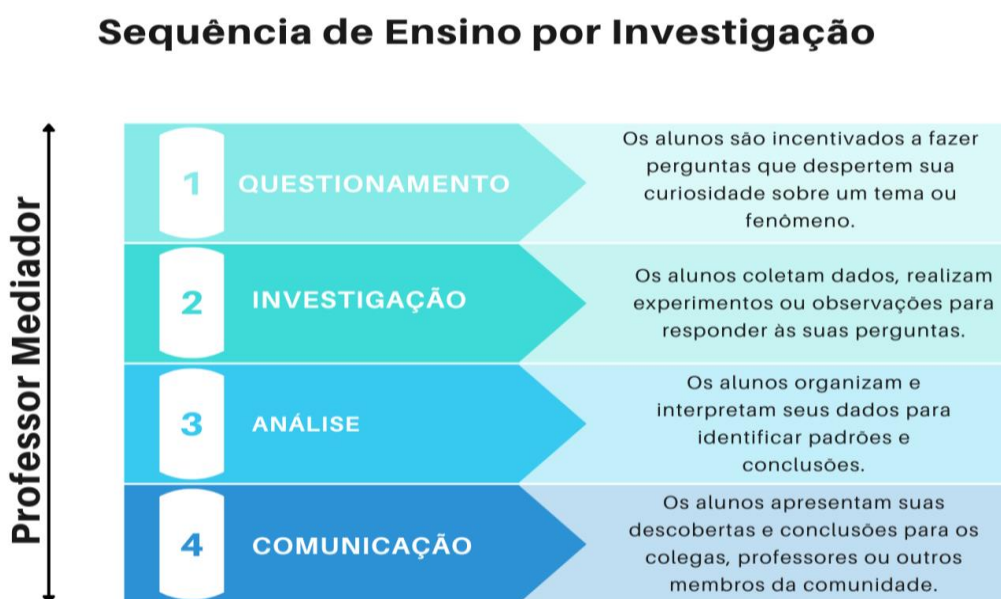 Sequência de Ensino por Investigação
Professor Mediador
1
QUESTIONAMENTO
Os alunos são incentivados a fazer
perguntas que despertem sua
curiosidade sobre um tema ou
fenômeno.
2
INVESTIGAÇÃO
Os alunos coletam dados, realizam
experimentos ou observações para
responder às suas perguntas.
3
ANÁLISE
Os alunos organizam e
interpretam seus dados para
identificar padrões e
conclusões.
4
COMUNICAÇÃO
Os alunos apresentam suas
descobertas e conclusões para os
colegas, professores ou outros
membros da comunidade.